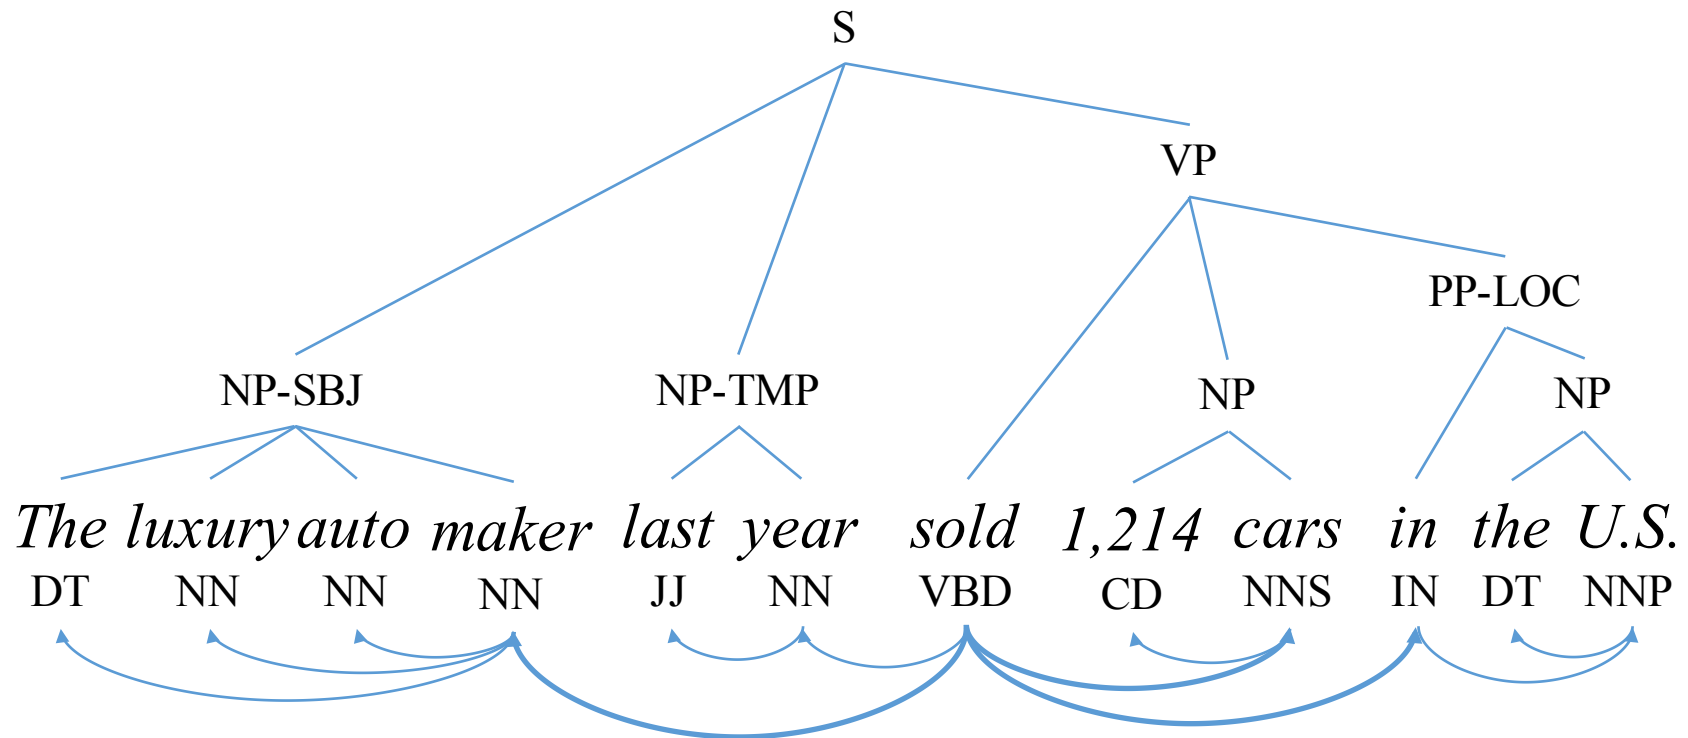 S
VP
PP-LOC
NP-SBJ NP-TMP NP NP
The luxury auto maker last year sold 1,214 cars in the U.S.
DT NN NN NN JJ NN VBD CD NNS IN DT NNP